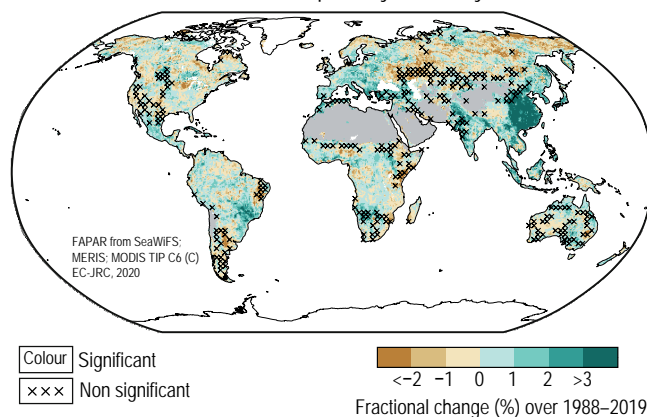 FAPAR from SeaWiFS;
MERIS; MODIS TIP C6 (C)
EC-JRC, 2020
Colour Significant
××× Non significant
<−2 −1 0 1 2 >3
Fractional change (%) over 1988–2019